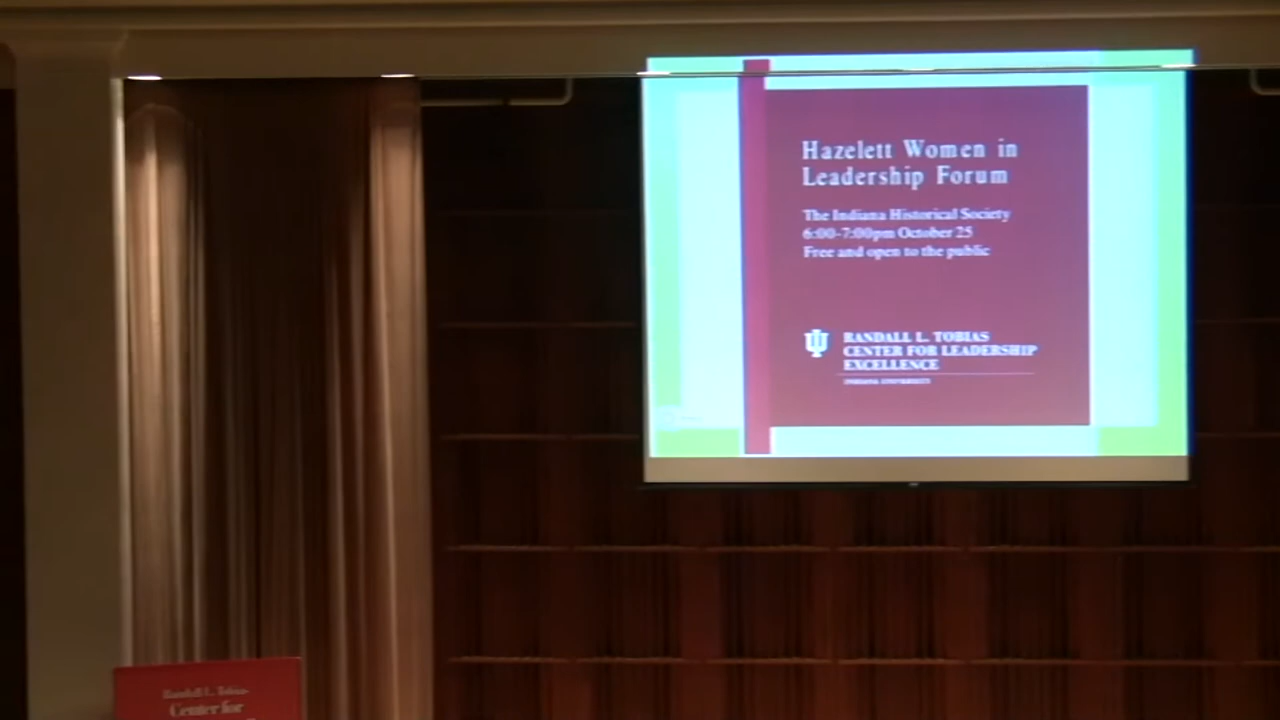 Hazelett Women in
Leadership Forum
The Indiana Historical Society
6:00-7:00pm October 25
Free and open to the public
RANDALL L. TOBIAS
CENTER FOR LEADERSHIP
EXCELLENCE
INDIANA UNIVERSITY
Randall L. Tobias
Center for